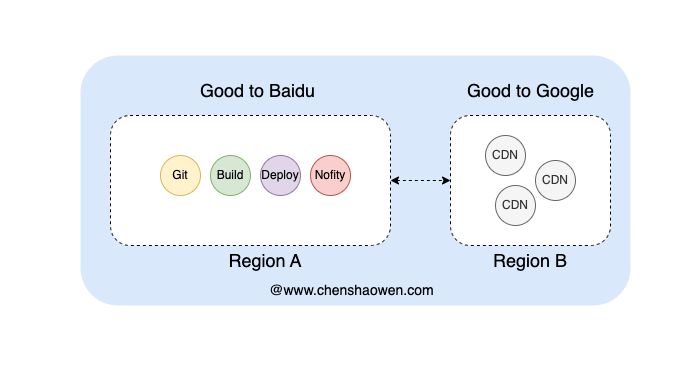 Good to Baidu
Good to Google
Git
Build
Deploy
Nofity
CDN
CDN
CDN
Region A
Region B
@www.chenshaowen.com